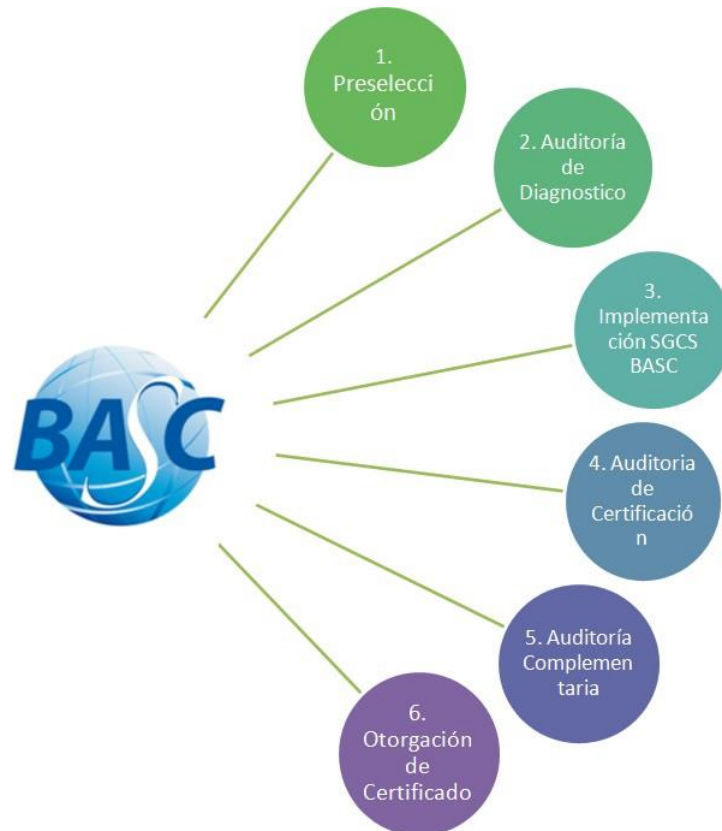 1.
Preselecci
ón
2. Auditoría
de
Diagnostico
3.
Implementa
ción SGCS
BASC
BASC
4. Auditoria
de
Certificació
n
5. Auditoría
Complemen
taria
6.
Otorgación
de
Certificado